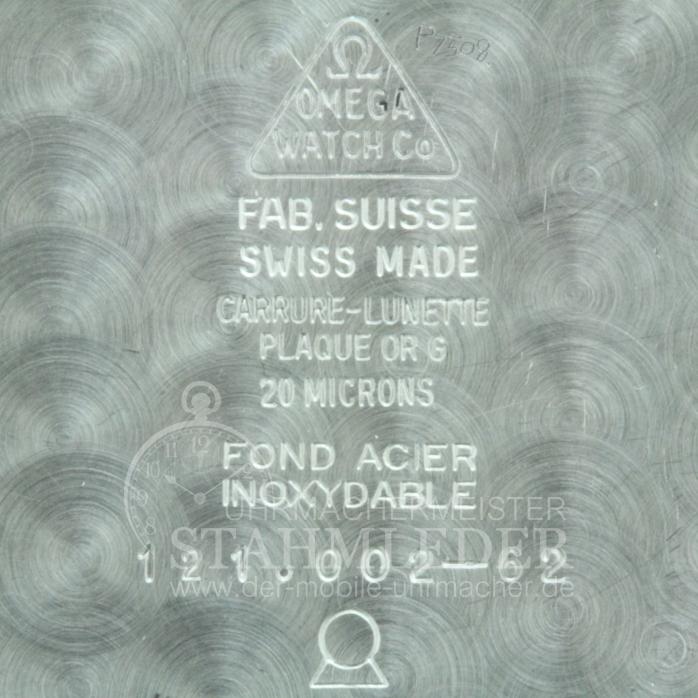 Ω
P7508
OMEGA
WATCH Co
FAB. SUISSE
SWISS MADE
CARRURE-LUNETTE
PLAQUE OR G
20 MICRONS
FOND ACIER
INOXYDABLE
UHRMACHERMEISTER
STAHMLEDER
121.002-62
www.der-mobile-uhrmacher.de